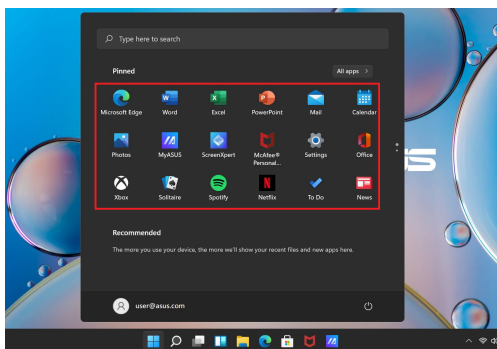 Type here to search
Pinned
All apps >
Microsoft Edge Word Excel PowerPoint Mail Calendar
Photos MyASUS ScreenXpert McAfee® Personal... Settings Office
Xbox Solitaire Spotify Netflix To Do News
Recommended
The more you use your device, the more we'll show your recent files and new apps here.
user@asus.com